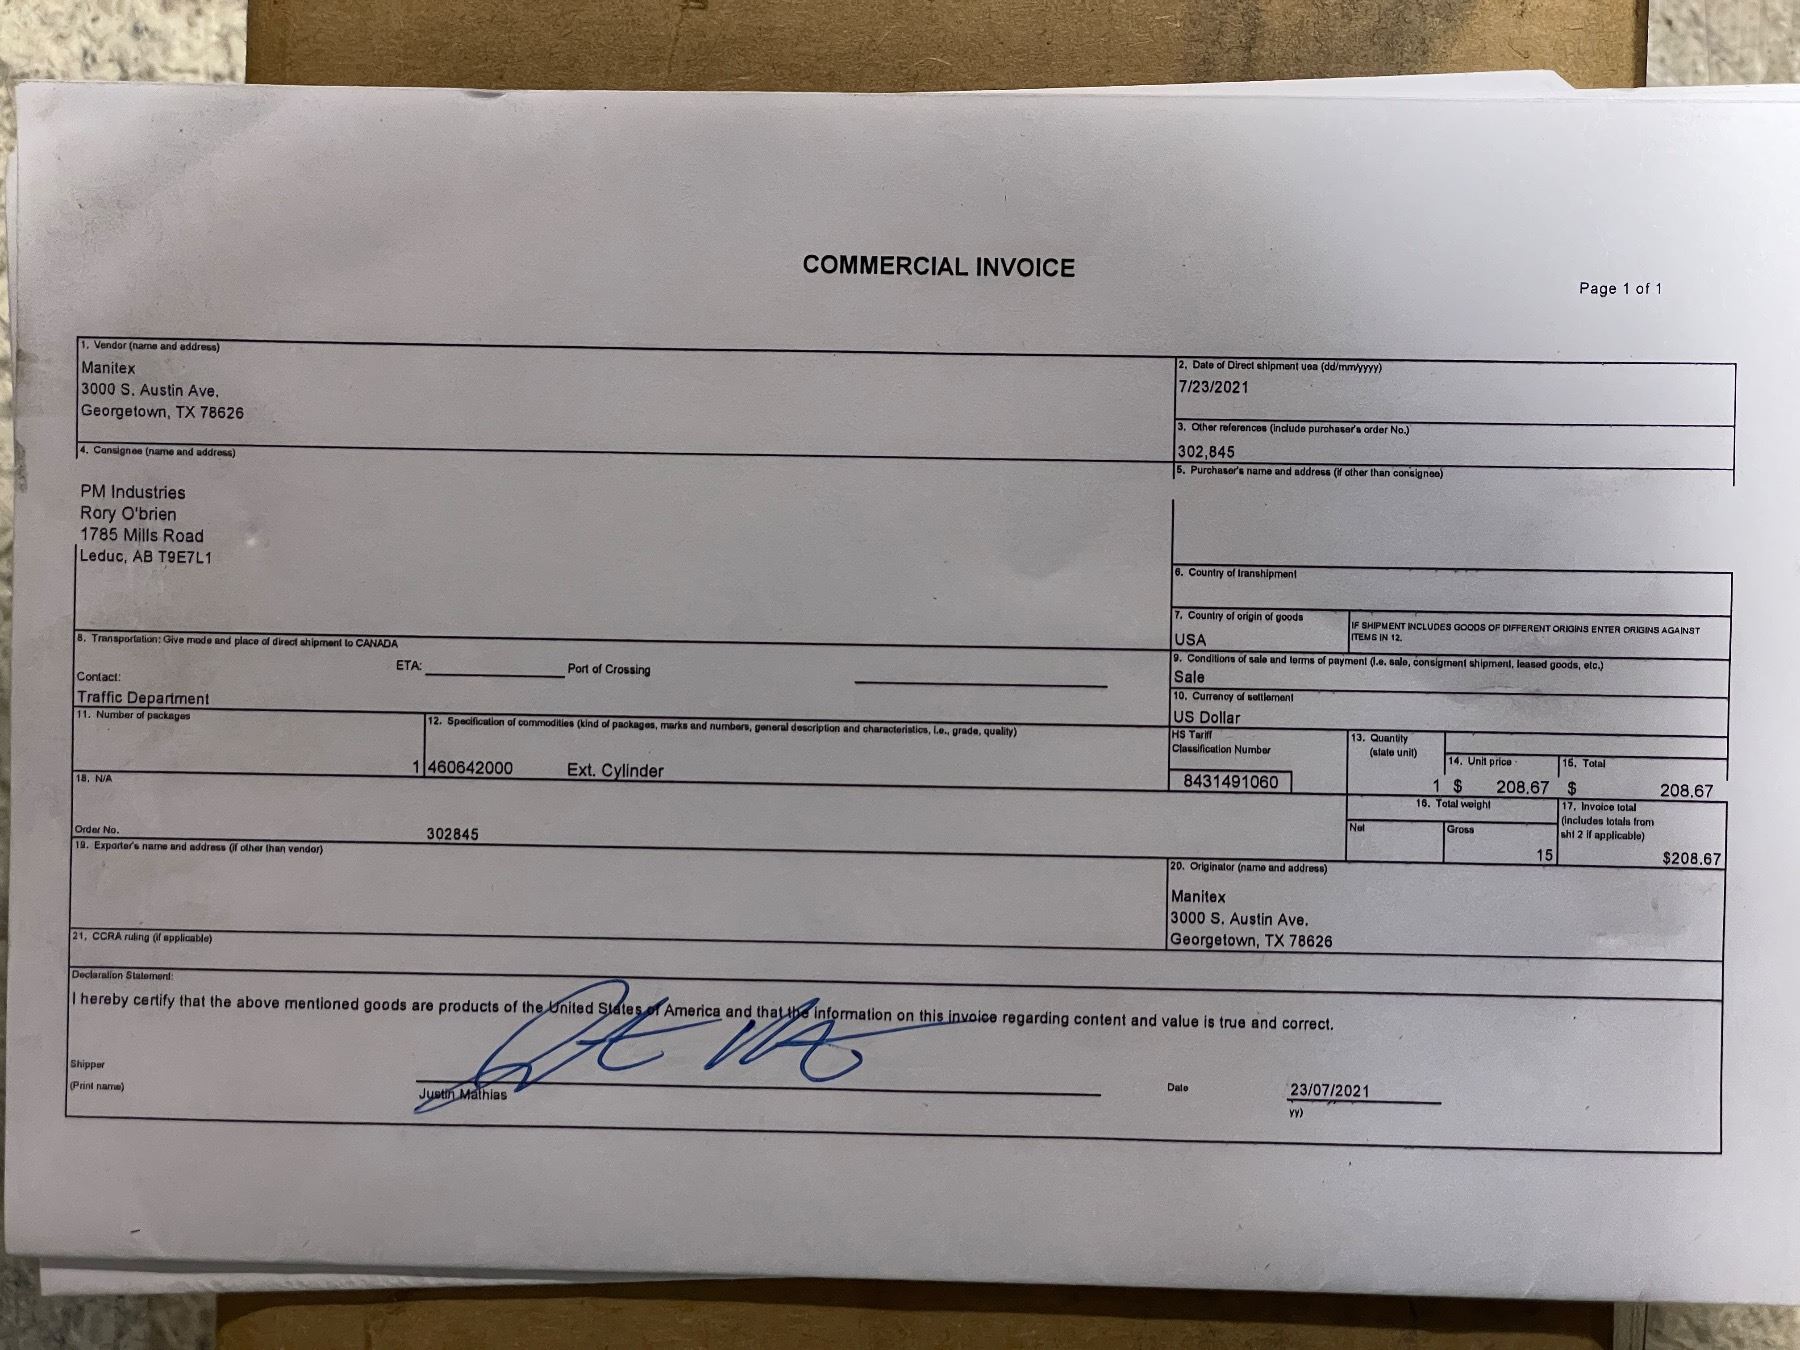 COMMERCIAL INVOICE
Page 1 of 1
1. Vendor (name and address)
Manitex
3000 S. Austin Ave.
Georgetown, TX 78626
2. Date of Direct shipment uea (dd/mm/yyyy)
7/23/2021
3. Other references (include purchaser's order No.)
302,845
4. Consignee (name and address)
PM Industries
Rory O'brien
1785 Mills Road
Leduc, AB T9E7L1
5. Purchaser's name and address (if other than consignee)
6. Country of transhipment
7. Country of origin of goods
USA
IF SHIPMENT INCLUDES GOODS OF DIFFERENT ORIGINS ENTER ORIGINS AGAINST
ITEMS IN 12.
8. Transportation: Give mode and place of direct shipment to CANADA
ETA:
Port of Crossing
Contact:
Traffic Department
9. Conditions of sale and terms of payment (i.e. sale, consigment shipment, leased goods, etc.)
Sale
10. Currency of settlement
US Dollar
11. Number of packages
1
12. Specification of commodities (kind of packages, marks and numbers, general description and characteristics, i.e., grade, quality)
460642000 Ext. Cylinder
HS Tariff
Classification Number
8431491060
13. Quantity
(state unit)
1
14. Unit price
$ 208.67
15. Total
$ 208.67
18. N/A
Order No. 302845
16. Total weight
Net
Gross
15
17. Invoice total
(includes totals from
sht 2 if applicable)
$208.67
19. Exporter's name and address (if other than vendor)
20. Originator (name and address)
Manitex
3000 S. Austin Ave.
Georgetown, TX 78626
21. CCRA ruling (if applicable)
Declaration Statement:
I hereby certify that the above mentioned goods are products of the United States of America and that the information on this invoice regarding content and value is true and correct.
Shipper
(Print name)
Justin Mathias
Date
23/07/2021
yy)